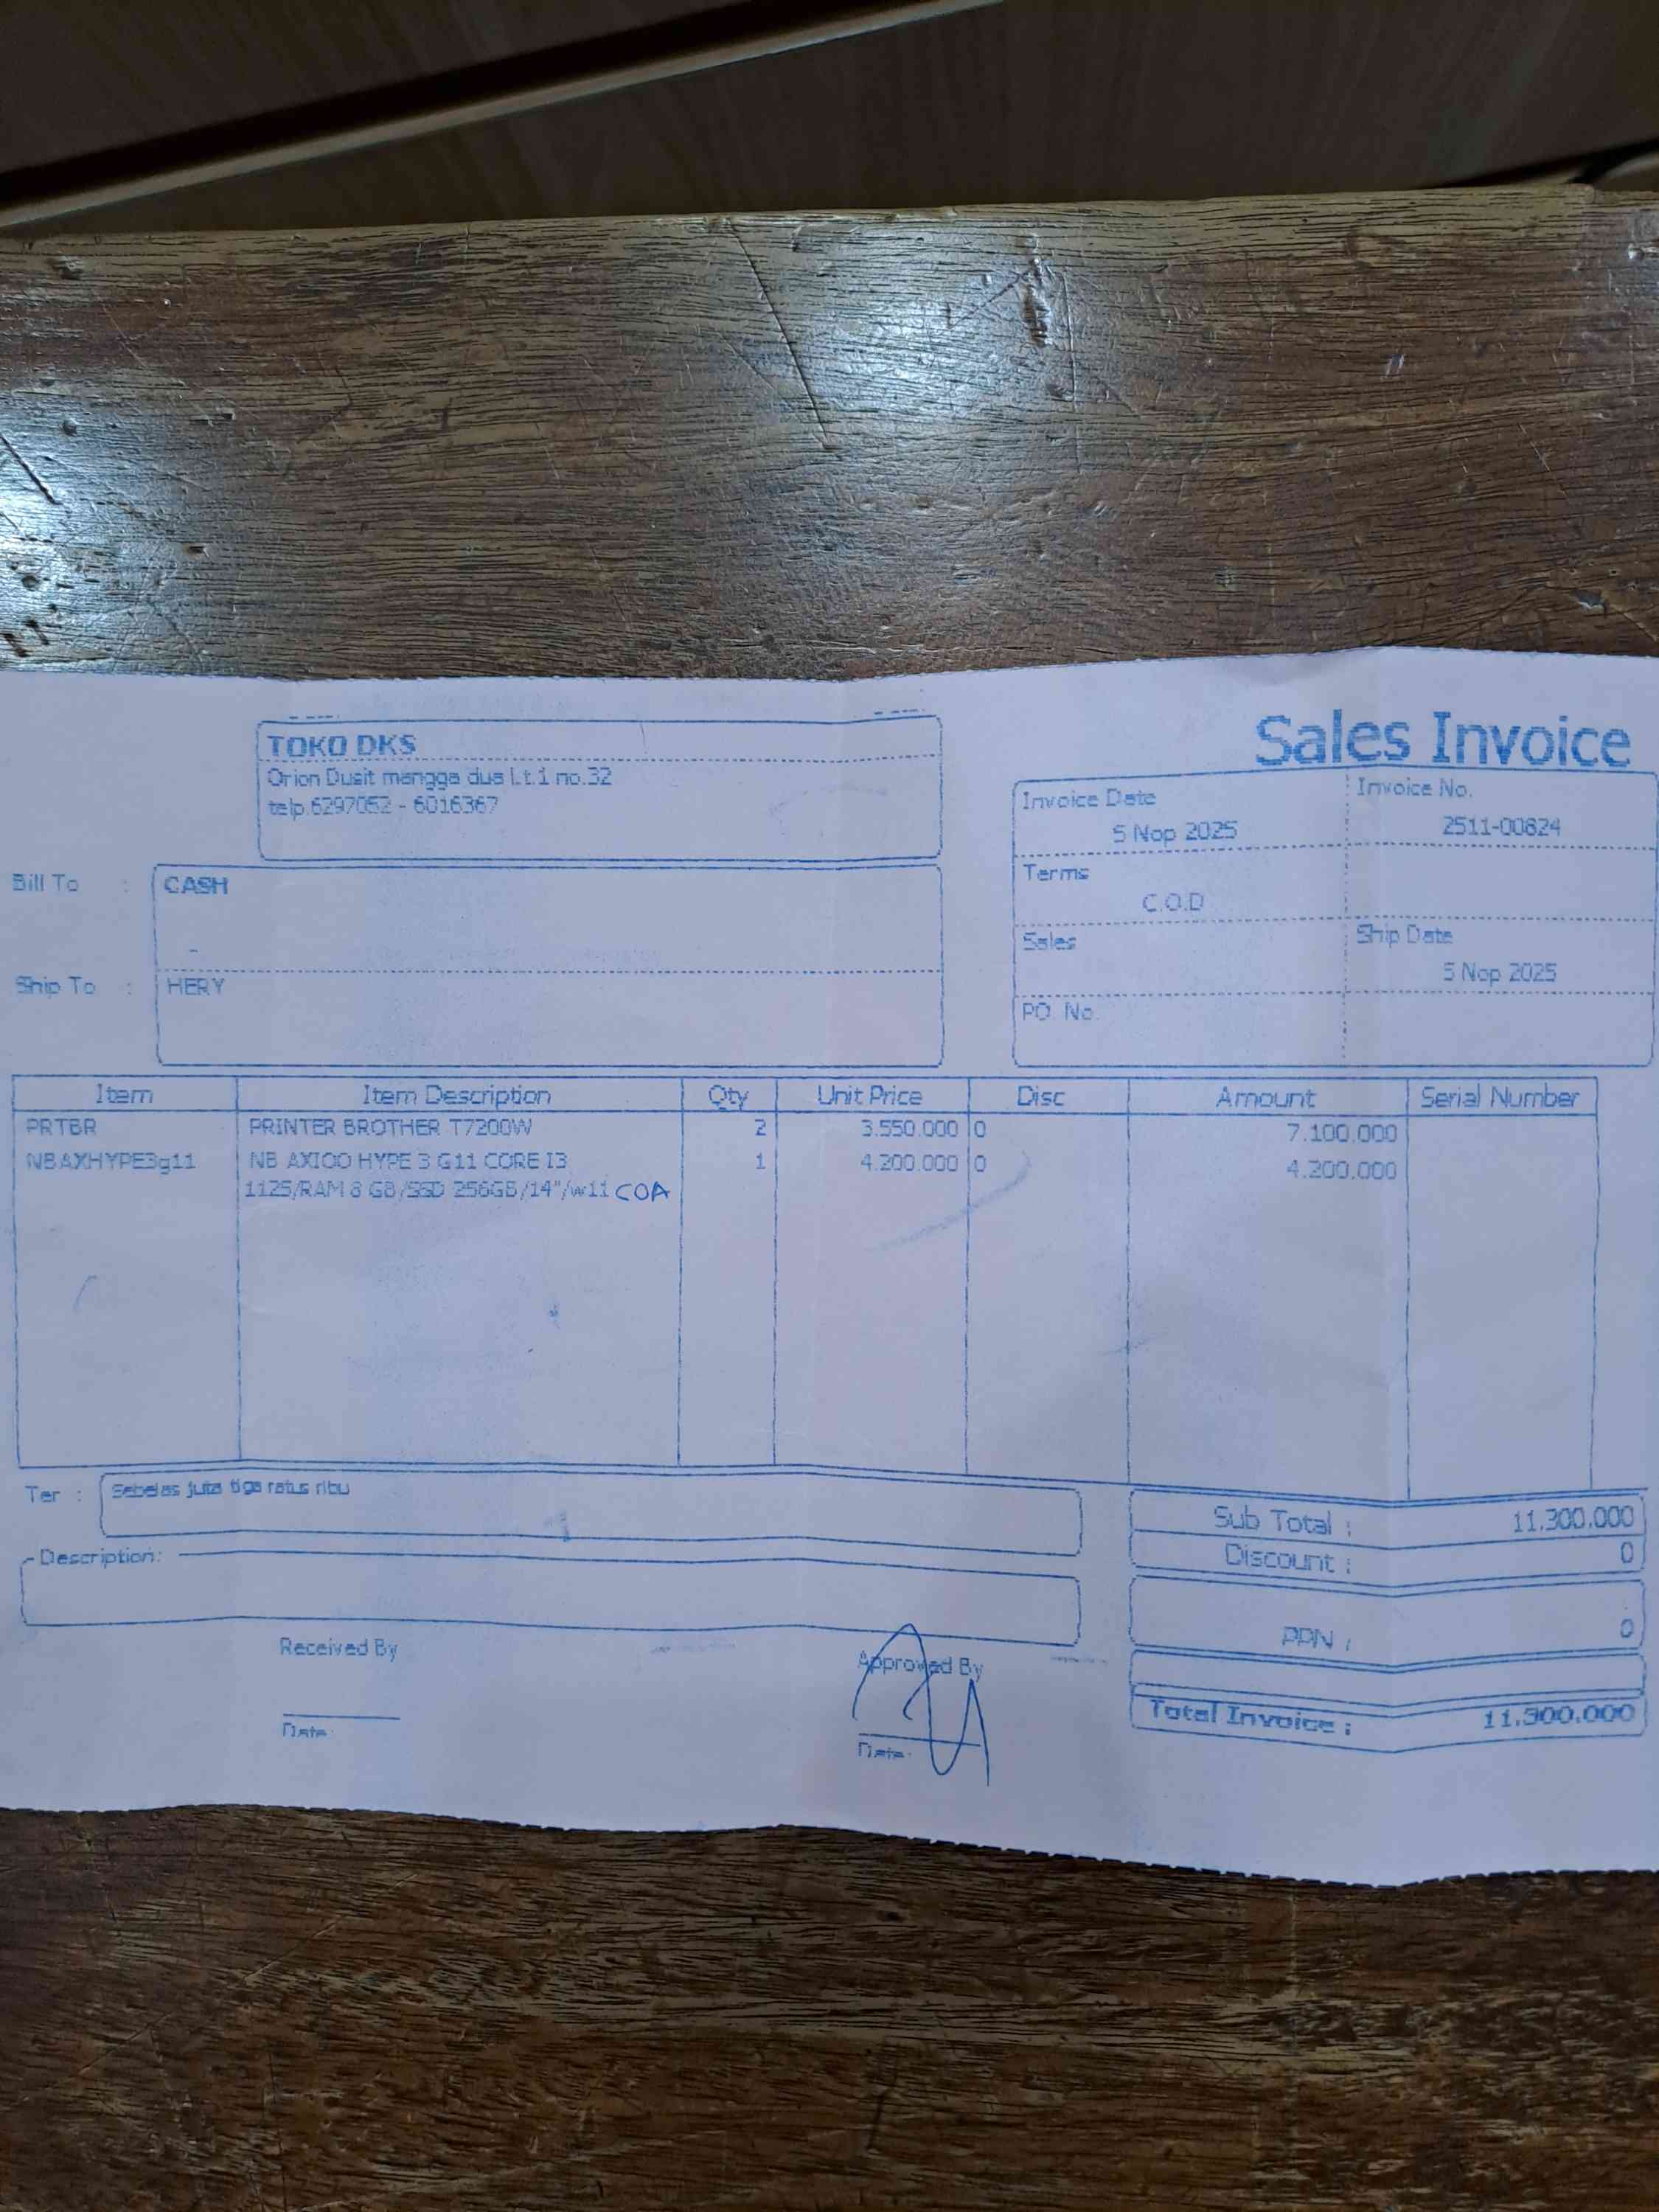 Sales Invoice
TOKO DKS
Orion Dusit mangga dua Lt.1 no.32
telp.6297052 - 6016367
Invoice Date
5 Nop 2025
Invoice No.
2511-00824
Terms
C.O.D
Sales
Ship Date
5 Nop 2025
PO. No.
Bill To : CASH
-
Ship To : HERY
Item Item Description Qty Unit Price Disc Amount Serial Number
PRTBR PRINTER BROTHER T7200W 2 3.550.000 0 7.100.000
NBAXHYPE3g11 NB AXIOO HYPE 3 G11 CORE I3 1 4.200.000 0 4.200.000
1125/RAM 8 GB/SSD 256GB/14"/w11 COA
Ter : Sebelas juta tiga ratus ribu
Description:
Sub Total : 11.300.000
Discount : 0
PPN : 0
Total Invoice : 11.300.000
Received By
Date
Approved By
Date: